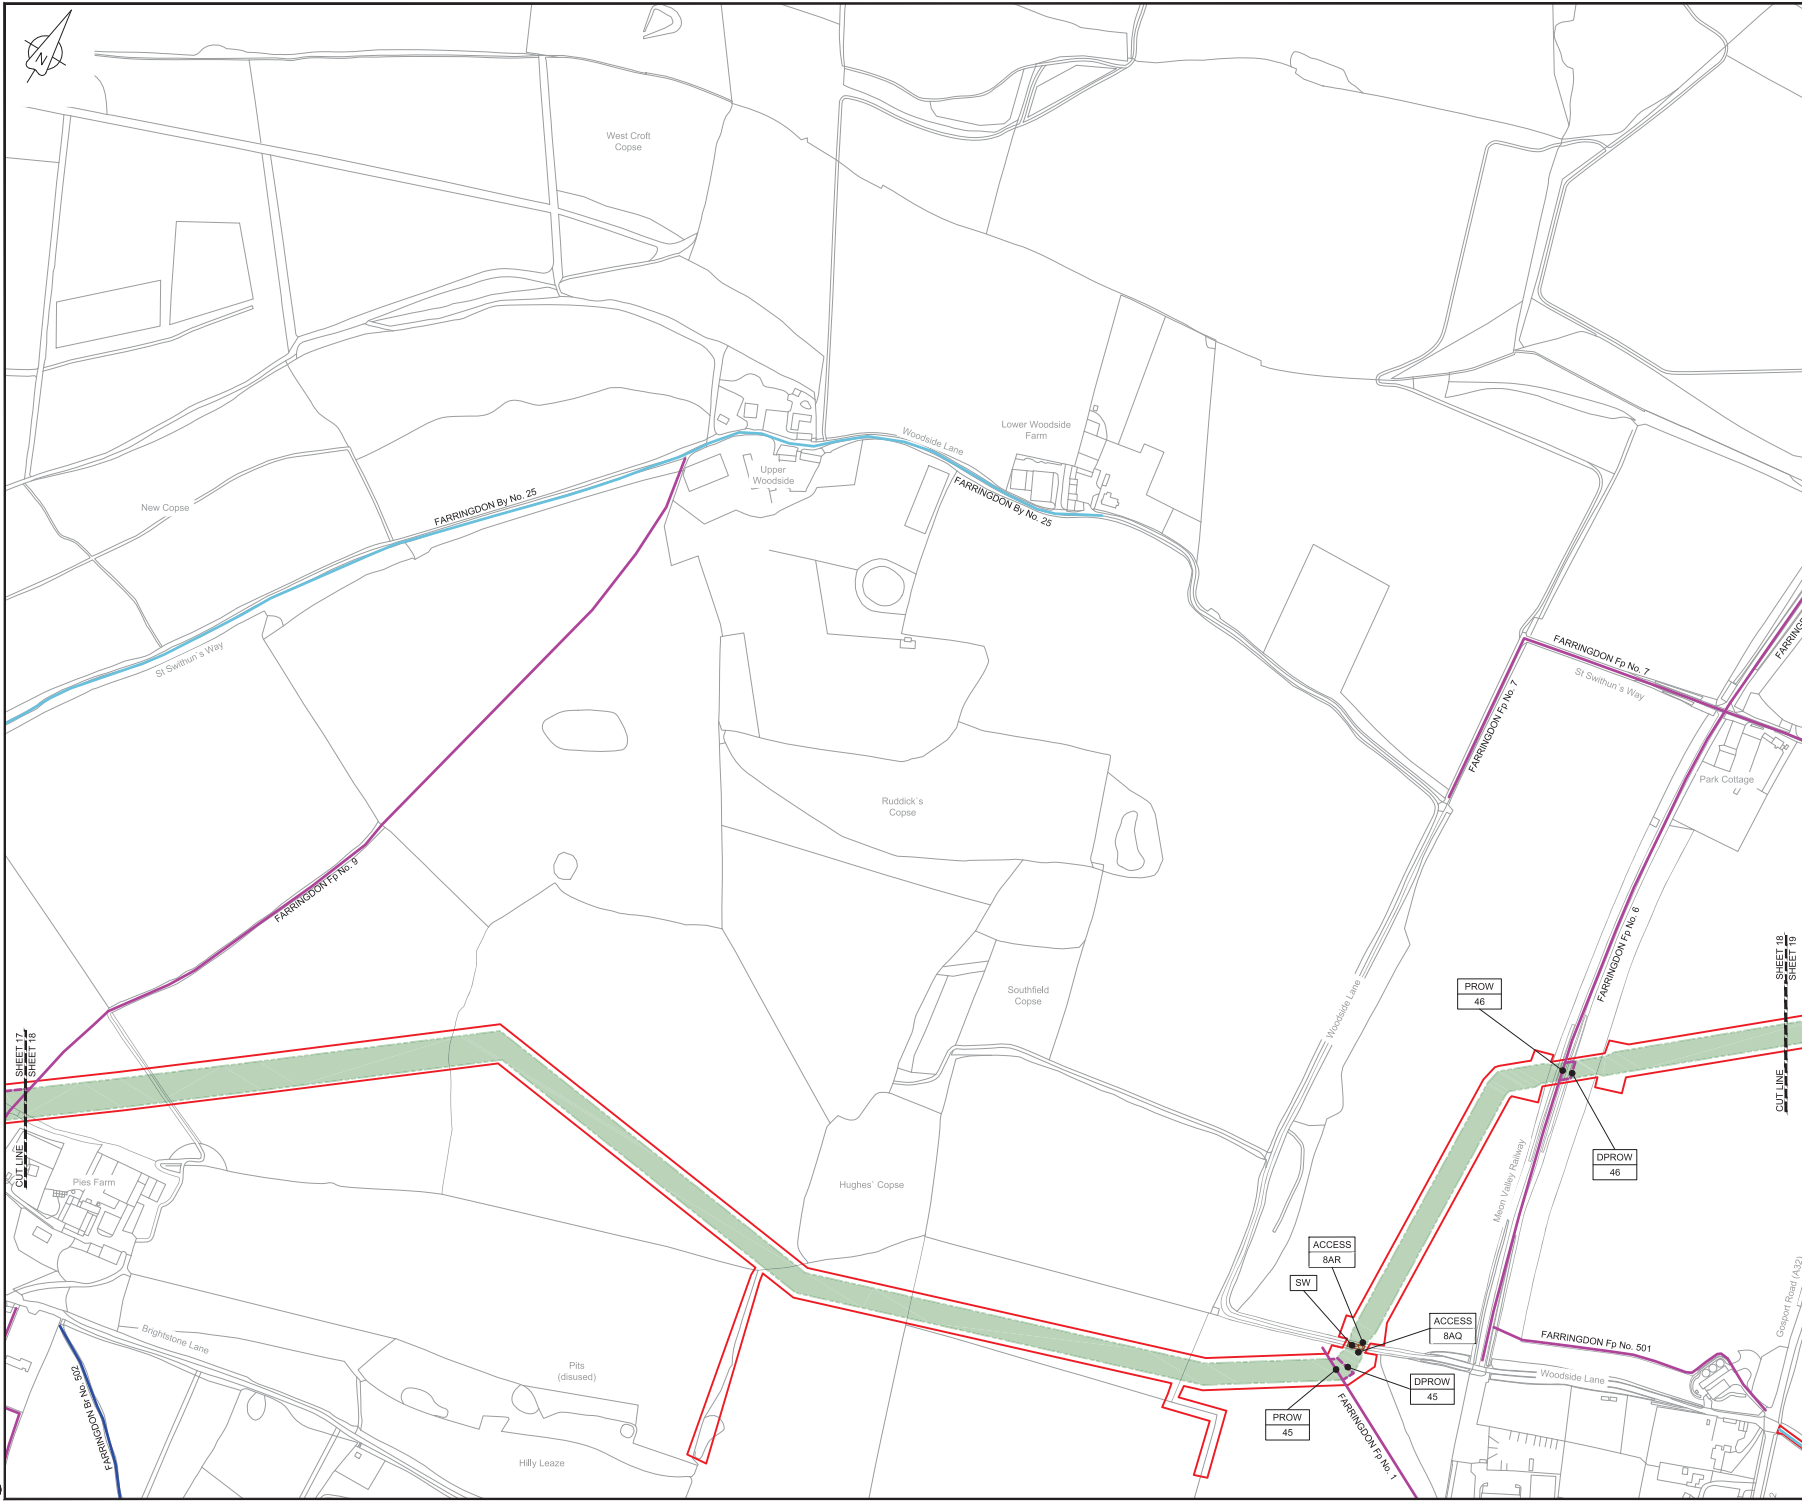 N
West Croft
Copse
New Copse
FARRINGDON By No. 25
St Swithun's Way
Upper
Woodside
Woodside Lane
Lower Woodside
Farm
FARRINGDON By No. 25
FARRINGDON Fp No. 7
St Swithun's Way
FARRINGDON Fp No. 7
FARRING
Park Cottage
Ruddick's
Copse
FARRINGDON Fp No. 9
FARRINGDON Fp No. 6
Southfield
Copse
Woodside Lane
PROW
46
SHEET 18
SHEET 19
CUT LINE
SHEET 17
SHEET 18
CUT LINE
DPROW
46
Pies Farm
Hughes' Copse
Meon Valley Railway
ACCESS
8AR
SW
ACCESS
8AQ
Gosport Road (A32)
FARRINGDON Fp No. 501
Brightstone Lane
Pits
(disused)
Woodside Lane
DPROW
45
PROW
45
FARRINGDON Fp No. 1
FARRINGDON Br No. 502
Hilly Leaze